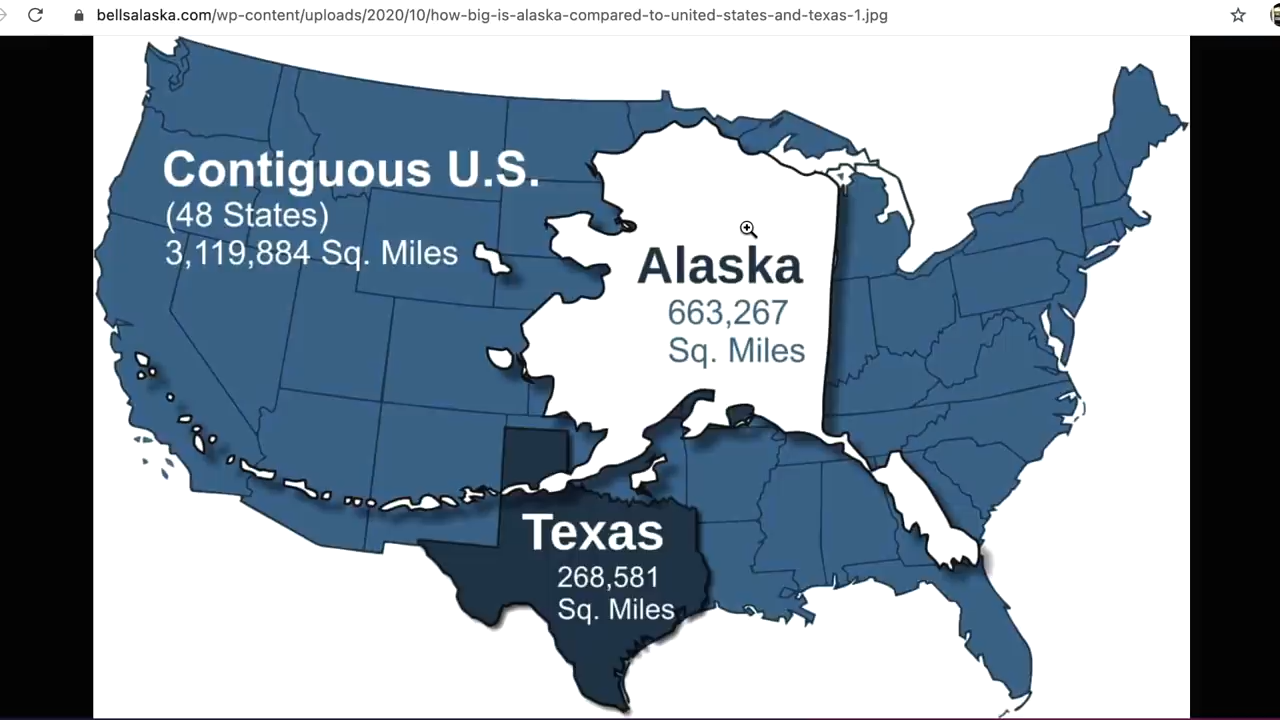 bellsalaska.com/wp-content/uploads/2020/10/how-big-is-alaska-compared-to-united-states-and-texas-1.jpg
Contiguous U.S.
(48 States)
3,119,884 Sq. Miles
Alaska
663,267
Sq. Miles
Texas
268,581
Sq. Miles